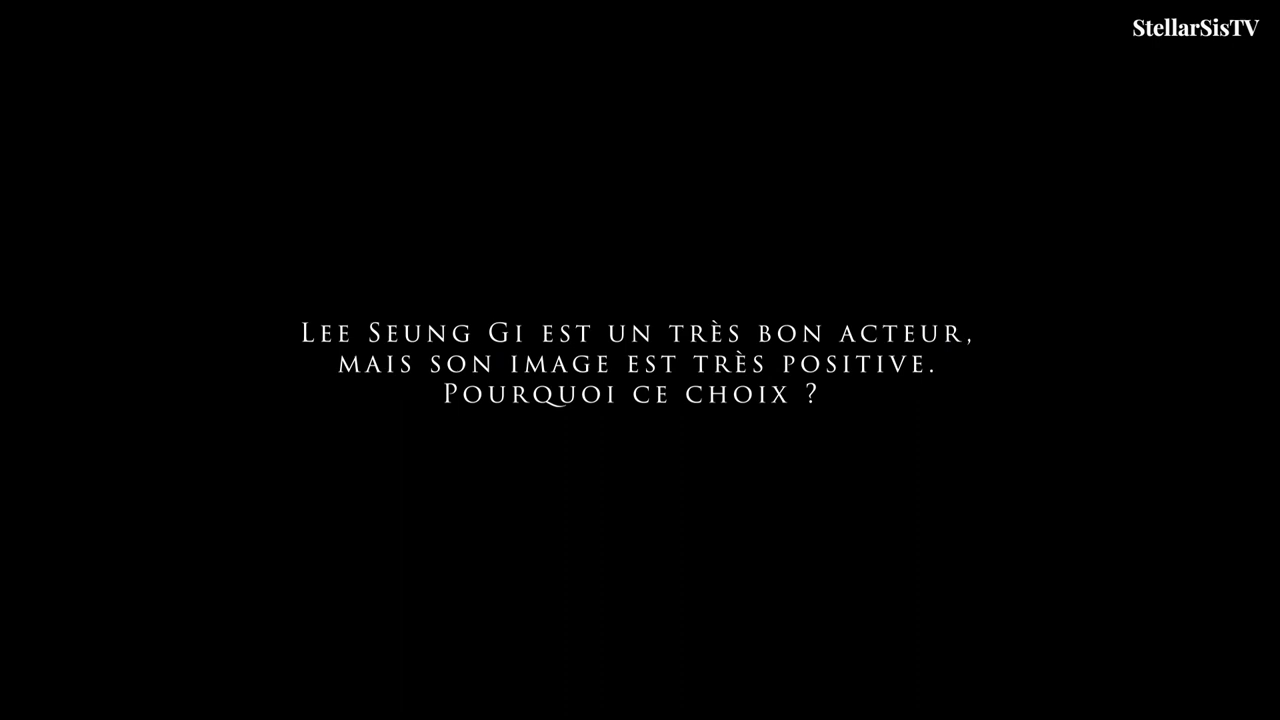 StellarSisTV
Lee Seung Gi est un très bon acteur,
mais son image est très positive.
Pourquoi ce choix ?